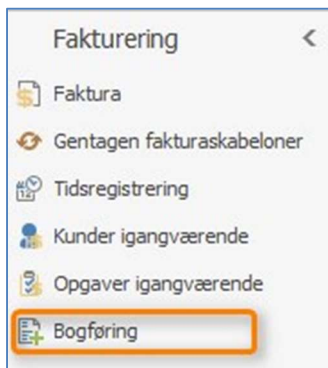 Fakturering
Faktura
Gentagen fakturaskabeloner
Tidsregistrering
Kunder igangværende
Opgaver igangværende
Bogføring